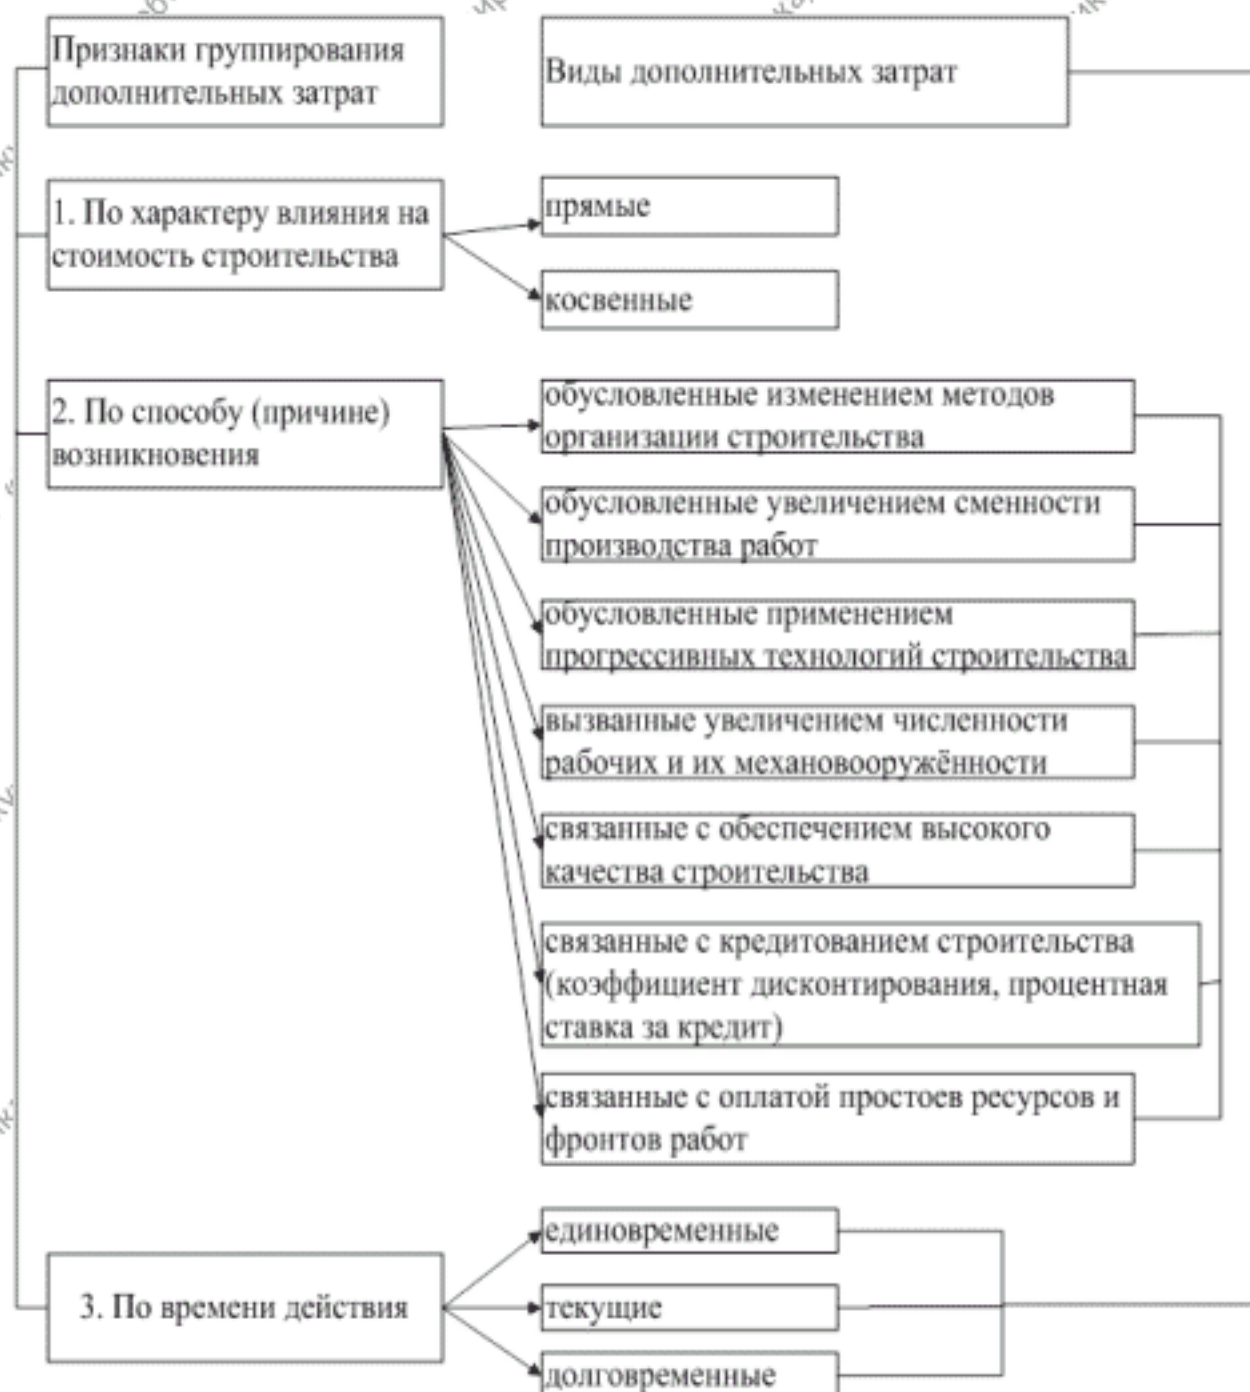 Признаки группирования
дополнительных затрат
Виды дополнительных затрат
1. По характеру влияния на
стоимость строительства
прямые
косвенные
2. По способу (причине)
возникновения
обусловленные изменением методов
организации строительства
обусловленные увеличением сменности
производства работ
обусловленные применением
прогрессивных технологий строительства
вызванные увеличением численности
рабочих и их механовооружённости
связанные с обеспечением высокого
качества строительства
связанные с кредитованием строительства
(коэффициент дисконтирования, процентная
ставка за кредит)
связанные с оплатой простоев ресурсов и
фронтов работ
3. По времени действия
единовременные
текущие
долговременные